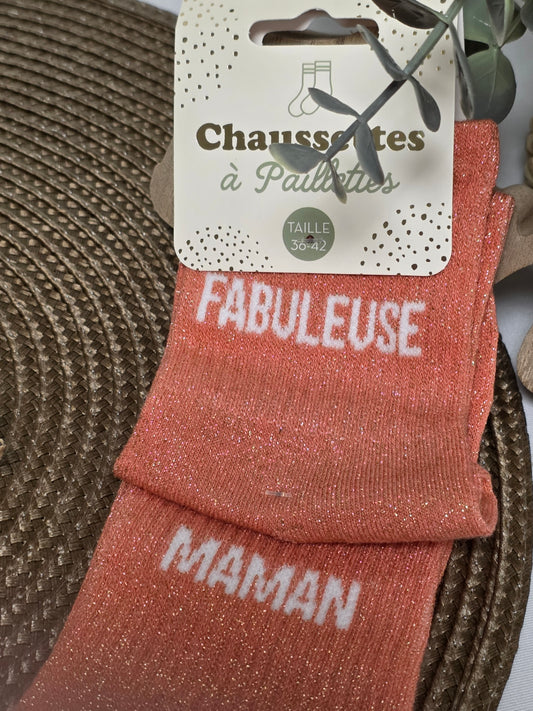 Chaussettes
à Paillettes
TAILLE
36-42
FABULEUSE
MAMAN